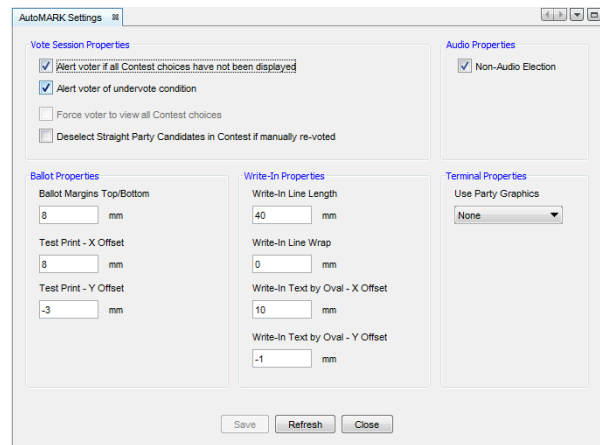 AutoMARK Settings
Vote Session Properties
Alert voter if all Contest choices have not been displayed
Alert voter of undervote condition
Force voter to view all Contest choices
Deselect Straight Party Candidates in Contest if manually re-voted
Audio Properties
Non-Audio Election
Ballot Properties
Ballot Margins Top/Bottom
8 mm
Test Print - X Offset
8 mm
Test Print - Y Offset
-3 mm
Write-In Properties
Write-In Line Length
40 mm
Write-In Line Wrap
0 mm
Write-In Text by Oval - X Offset
10 mm
Write-In Text by Oval - Y Offset
-1 mm
Terminal Properties
Use Party Graphics
None
Save Refresh Close